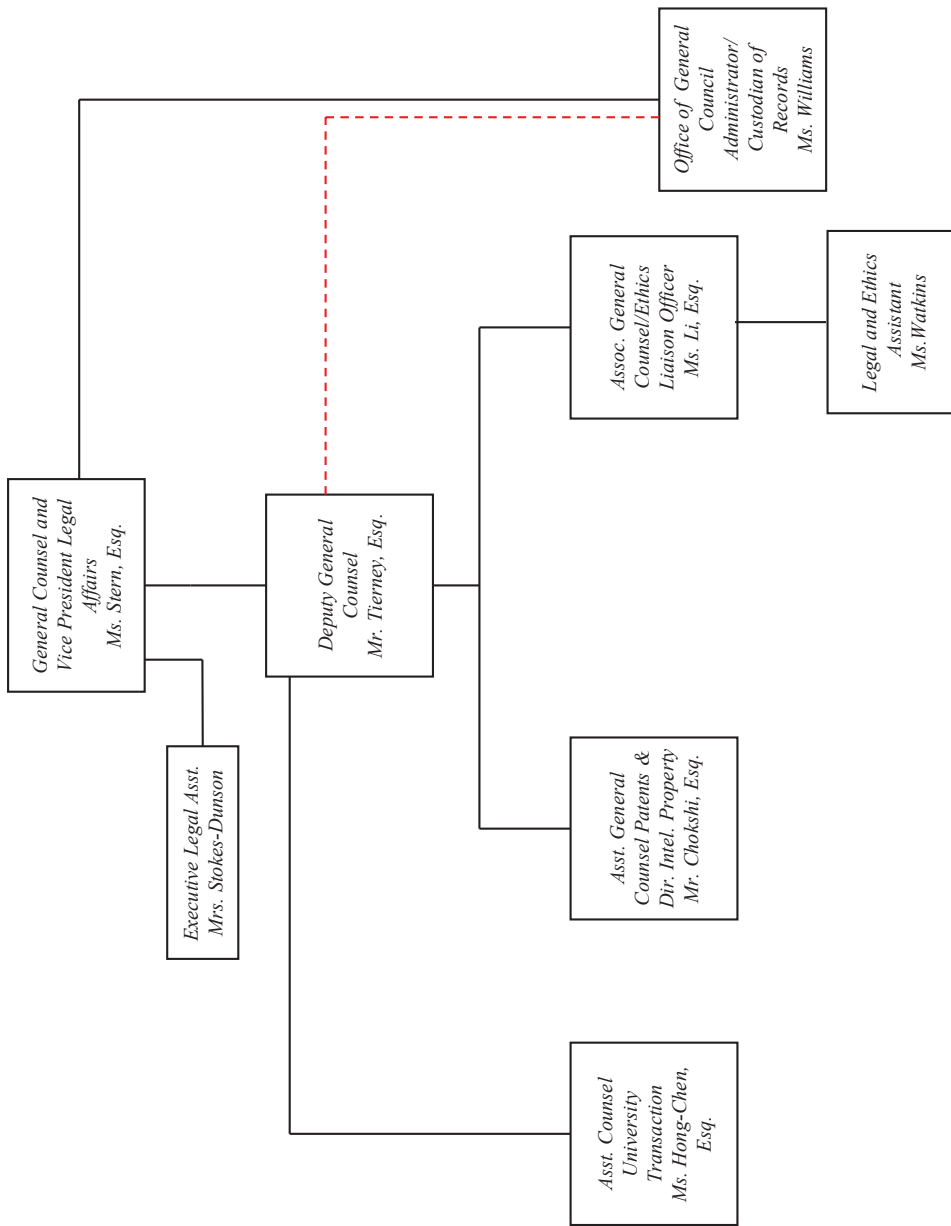 General Counsel and
Vice President Legal
Affairs
Ms. Stern, Esq.
Executive Legal Asst.
Mrs. Stokes-Dunson
Deputy General
Counsel
Mr. Tierney, Esq.
Asst. Counsel
University
Transaction
Ms. Hong-Chen,
Esq.
Asst. General
Counsel Patents &
Dir. Intel. Property
Mr. Chokshi, Esq.
Assoc. General
Counsel/Ethics
Liaison Officer
Ms. Li, Esq.
Office of General
Council
Administrator/
Custodian of
Records
Ms. Williams
Legal and Ethics
Assistant
Ms.Watkins